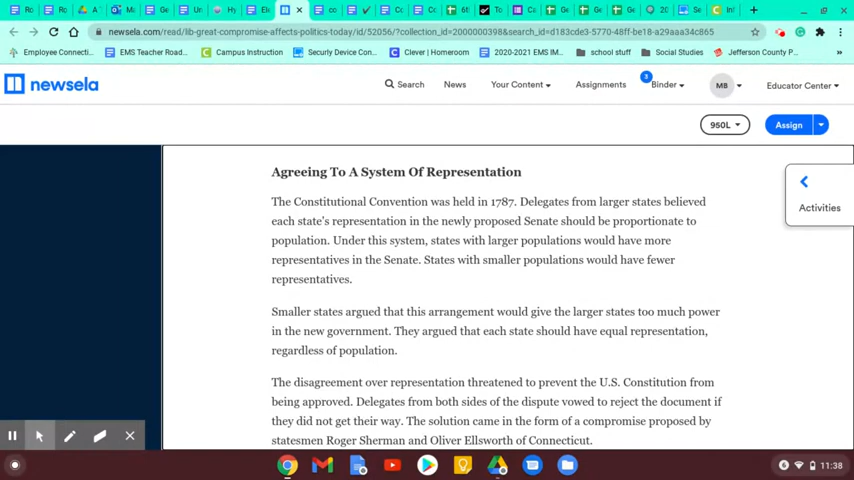 newsela.com/read/lib-great-compromise-affects-politics-today/id/52056/?collection_id=2000000398&search_id=d183cde3-5770-48ff-be18-a29aaa34c865
Employee Connecti... EMS Teacher Road... Campus Instruction Securly Device Con... Clever | Homeroom 2020-2021 EMS IM... school stuff Social Studies Jefferson County P...
newsela Search News Your Content Assignments 3 Binder MB Educator Center
950L Assign
Agreeing To A System Of Representation
The Constitutional Convention was held in 1787. Delegates from larger states believed
each state's representation in the newly proposed Senate should be proportionate to
population. Under this system, states with larger populations would have more
representatives in the Senate. States with smaller populations would have fewer
representatives.
Activities
Smaller states argued that this arrangement would give the larger states too much power
in the new government. They argued that each state should have equal representation,
regardless of population.
The disagreement over representation threatened to prevent the U.S. Constitution from
being approved. Delegates from both sides of the dispute vowed to reject the document if
they did not get their way. The solution came in the form of a compromise proposed by
statesmen Roger Sherman and Oliver Ellsworth of Connecticut.
11:38